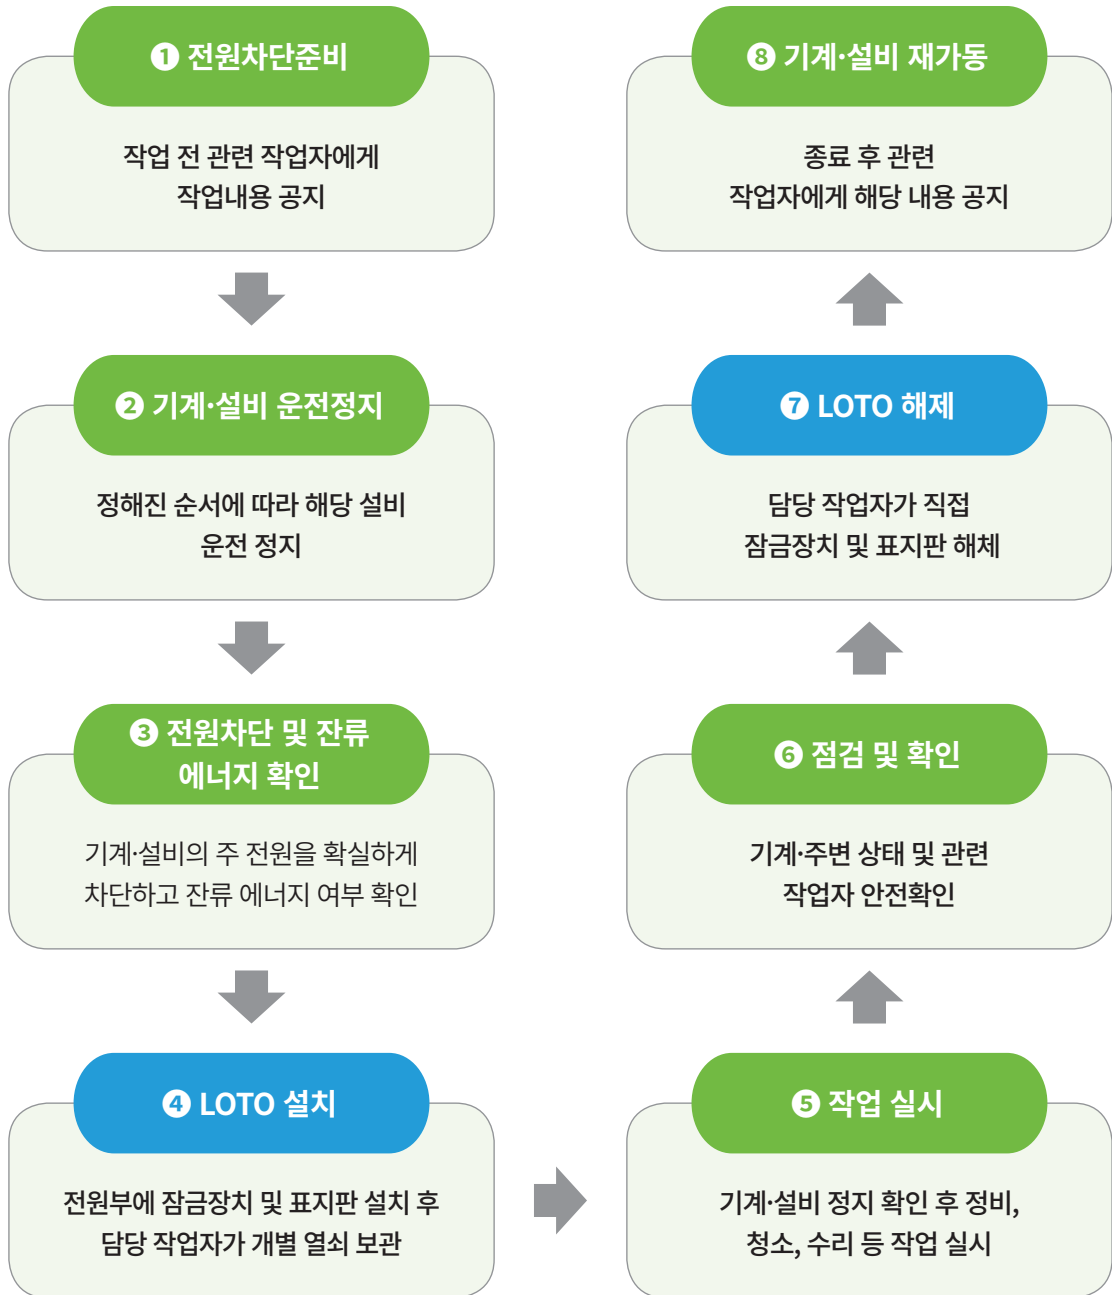 ❶ 전원차단준비
작업 전 관련 작업자에게
작업내용 공지
❷ 기계·설비 운전정지
정해진 순서에 따라 해당 설비
운전 정지
❸ 전원차단 및 잔류
에너지 확인
기계·설비의 주 전원을 확실하게
차단하고 잔류 에너지 여부 확인
❹ LOTO 설치
전원부에 잠금장치 및 표지판 설치 후
담당 작업자가 개별 열쇠 보관
❺ 작업 실시
기계·설비 정지 확인 후 정비,
청소, 수리 등 작업 실시
❻ 점검 및 확인
기계·주변 상태 및 관련
작업자 안전확인
❼ LOTO 해제
담당 작업자가 직접
잠금장치 및 표지판 해체
❽ 기계·설비 재가동
종료 후 관련
작업자에게 해당 내용 공지